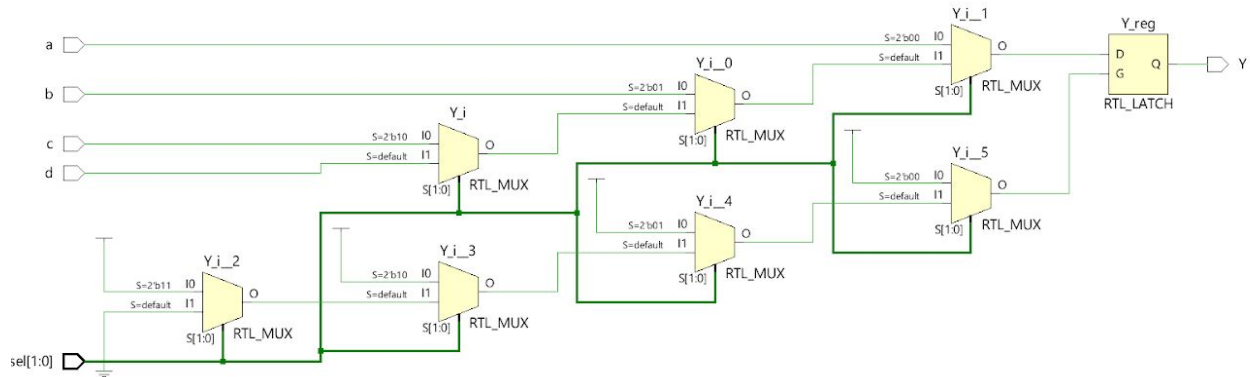 Y_i__1
Y_reg
a
S=2'b00 I0
O
D
Q
Y
S=default I1
G
Y_i__0
S[1:0]
RTL_MUX
RTL_LATCH
b
S=2'b01 I0
O
S=default I1
Y_i
S[1:0]
RTL_MUX
c
S=2'b10 I0
O
Y_i__5
d
S=default I1
S=2'b00 I0
O
S[1:0]
RTL_MUX
Y_i__4
S=default I1
S=2'b01 I0
O
S[1:0]
RTL_MUX
Y_i__3
S=default I1
Y_i__2
S=2'b10 I0
O
S[1:0]
RTL_MUX
S=2'b11 I0
O
S=default I1
S=default I1
S[1:0]
RTL_MUX
S[1:0]
RTL_MUX
sel[1:0]